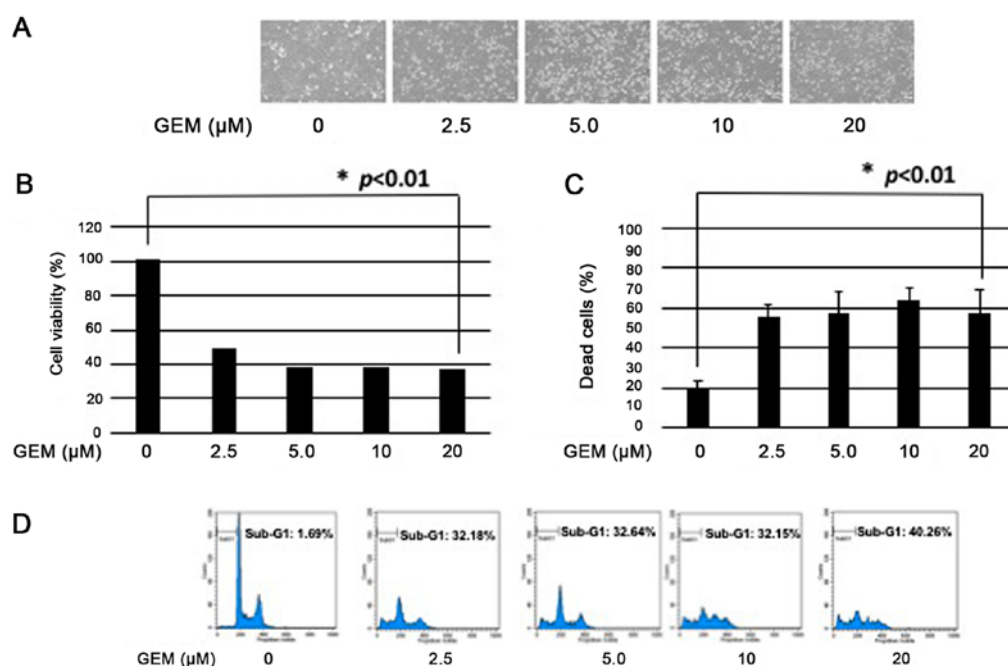 A
GEM (µM) 0 2.5 5.0 10 20
B
* p<0.01
120
100
80
60
40
20
0
Cell viability (%)
GEM (µM) 0 2.5 5.0 10 20
C
* p<0.01
100
90
80
70
60
50
40
30
20
10
0
Dead cells (%)
GEM (µM) 0 2.5 5.0 10 20
D
Sub-G1: 1.69%
Sub-G1: 32.18%
Sub-G1: 32.64%
Sub-G1: 32.15%
Sub-G1: 40.26%
GEM (µM) 0 2.5 5.0 10 20